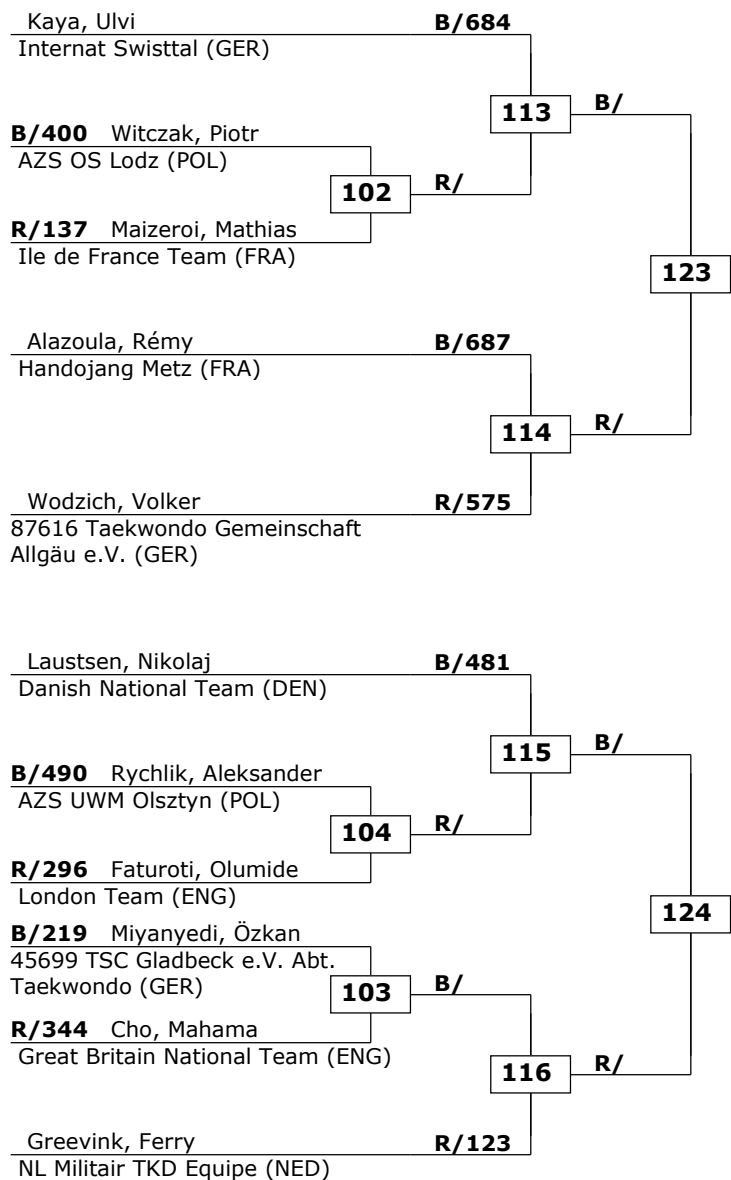 Kaya, Ulvi B/684
Internat Swisttal (GER)
113 B/
B/400 Witczak, Piotr
AZS OS Lodz (POL)
102 R/
R/137 Maizeroi, Mathias
Ile de France Team (FRA)
123
Alazoula, Rémy B/687
Handojang Metz (FRA)
114 R/
Wodzich, Volker R/575
87616 Taekwondo Gemeinschaft
Allgäu e.V. (GER)
Laustsen, Nikolaj B/481
Danish National Team (DEN)
115 B/
B/490 Rychlik, Aleksander
AZS UWM Olsztyn (POL)
104 R/
R/296 Faturoti, Olumide
London Team (ENG)
124
B/219 Miyanyedi, Özkan
45699 TSC Gladbeck e.V. Abt.
Taekwondo (GER)
103 B/
R/344 Cho, Mahama
Great Britain National Team (ENG)
116 R/
Greevink, Ferry R/123
NL Militair TKD Equipe (NED)